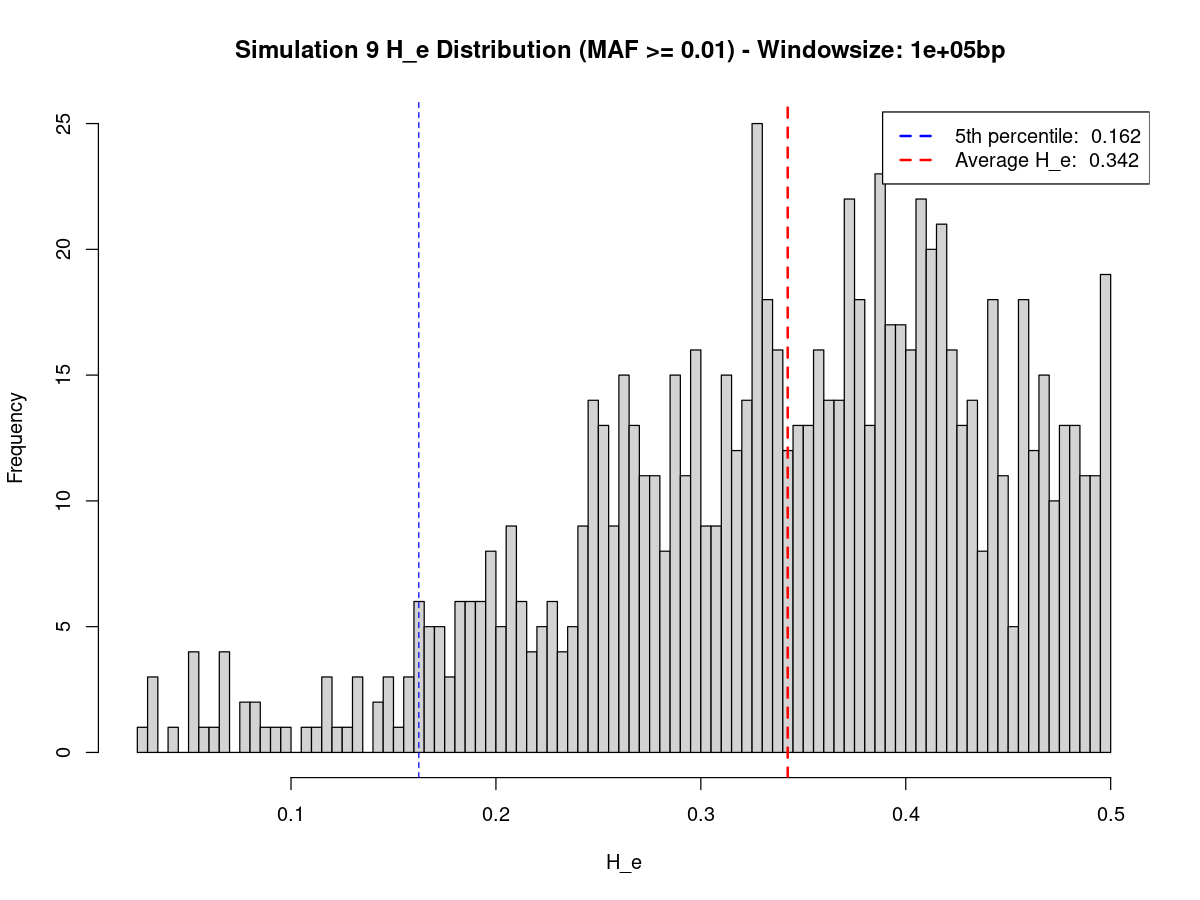 Simulation 9 H_e Distribution (MAF >= 0.01) - Windowsize: 1e+05bp
5th percentile: 0.162
Average H_e: 0.342
Frequency
25
20
15
10
5
0
0.1 0.2 0.3 0.4 0.5
H_e